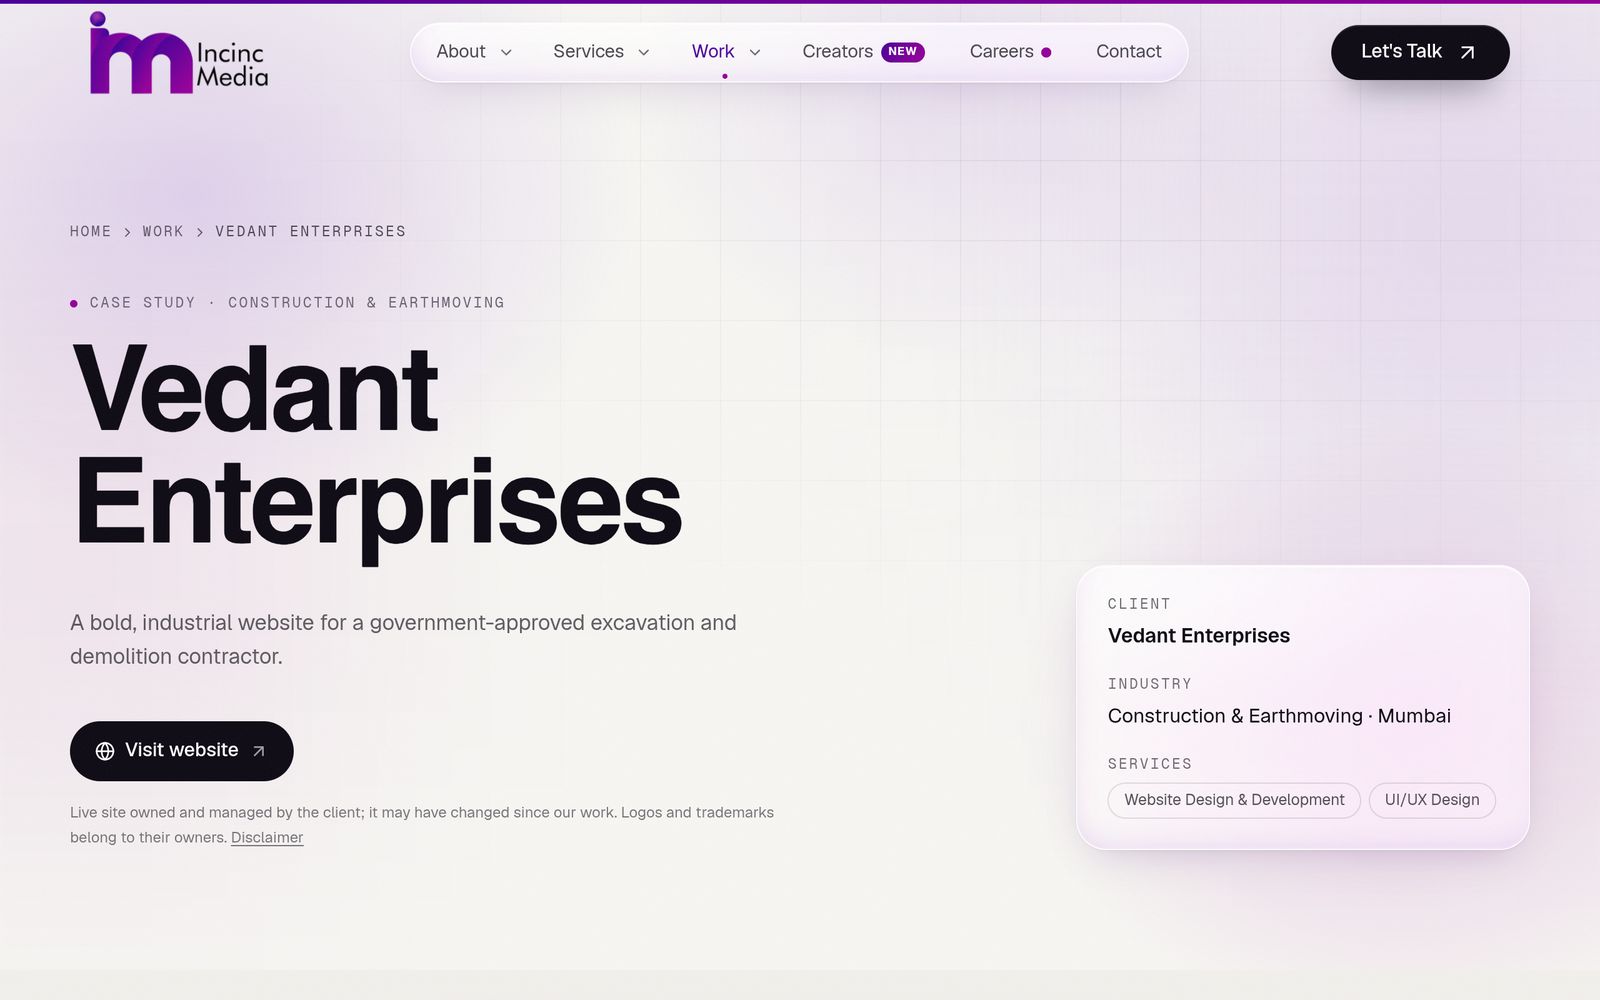 Incinc
Media
About
Services
Work
Creators NEW
Careers
Contact
Let's Talk
HOME > WORK > VEDANT ENTERPRISES
CASE STUDY · CONSTRUCTION & EARTHMOVING
Vedant
Enterprises
A bold, industrial website for a government-approved excavation and
demolition contractor.
Visit website
Live site owned and managed by the client; it may have changed since our work. Logos and trademarks
belong to their owners. Disclaimer
CLIENT
Vedant Enterprises
INDUSTRY
Construction & Earthmoving · Mumbai
SERVICES
Website Design & Development
UI/UX Design